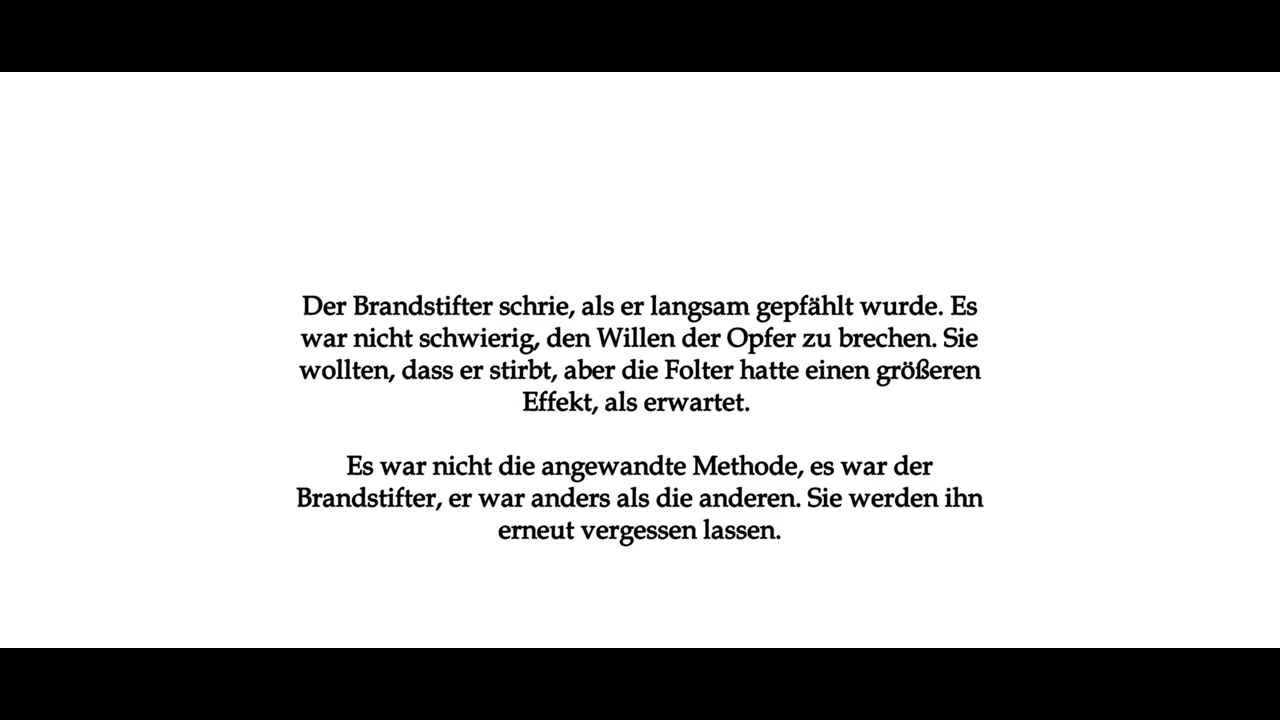 Der Brandstifter schrie, als er langsam gepfählt wurde. Es
war nicht schwierig, den Willen der Opfer zu brechen. Sie
wollten, dass er stirbt, aber die Folter hatte einen größeren
Effekt, als erwartet.
Es war nicht die angewandte Methode, es war der
Brandstifter, er war anders als die anderen. Sie werden ihn
erneut vergessen lassen.